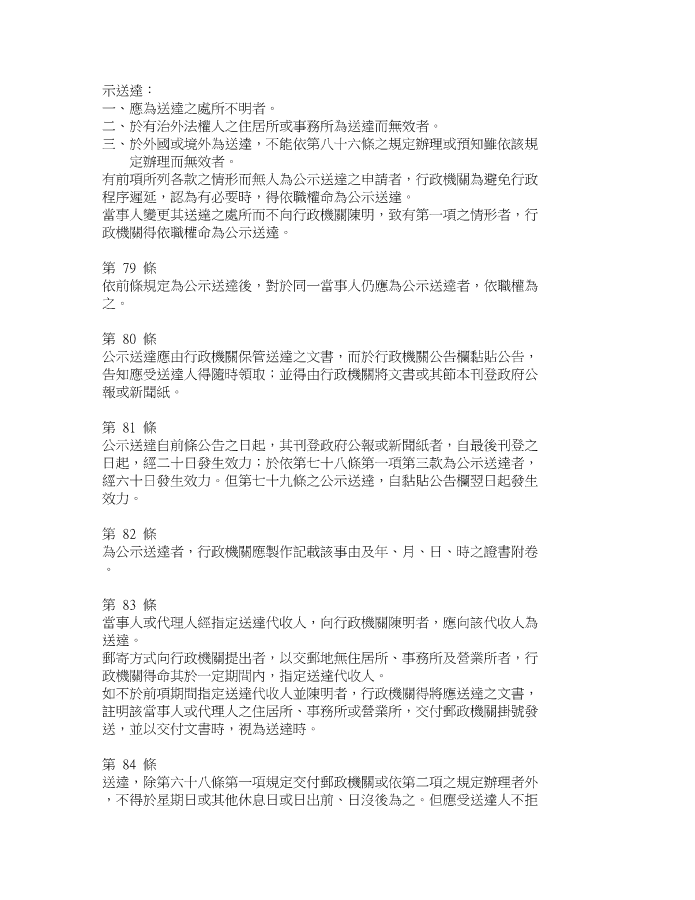 示送達：
一、應為送達之處所不明者。
二、於有治外法權人之住居所或事務所為送達而無效者。
三、於外國或境外為送達，不能依第八十六條之規定辦理或預知雖依該規
定辦理而無效者。
有前項所列各款之情形而無人為公示送達之申請者，行政機關為避免行政
程序遲延，認為有必要時，得依職權命為公示送達。
當事人變更其送達之處所而不向行政機關陳明，致有第一項之情形者，行
政機關得依職權命為公示送達。
第 79 條
依前條規定為公示送達後，對於同一當事人仍應為公示送達者，依職權為
之。
第 80 條
公示送達應由行政機關保管送達之文書，而於行政機關公告欄黏貼公告，
告知應受送達人得隨時領取；並得由行政機關將文書或其節本刊登政府公
報或新聞紙。
第 81 條
公示送達自前條公告之日起，其刊登政府公報或新聞紙者，自最後刊登之
日起，經二十日發生效力；於依第七十八條第一項第三款為公示送達者，
經六十日發生效力。但第七十九條之公示送達，自黏貼公告欄翌日起發生
效力。
第 82 條
為公示送達者，行政機關應製作記載該事由及年、月、日、時之證書附卷
。
第 83 條
當事人或代理人經指定送達代收人，向行政機關陳明者，應向該代收人為
送達。
郵寄方式向行政機關提出者，以交郵地無住居所、事務所及營業所者，行
政機關得命其於一定期間內，指定送達代收人。
如不於前項期間指定送達代收人並陳明者，行政機關得將應送達之文書，
註明該當事人或代理人之住居所、事務所或營業所，交付郵政機關掛號發
送，並以交付文書時，視為送達時。
第 84 條
送達，除第六十八條第一項規定交付郵政機關或依第二項之規定辦理者外
，不得於星期日或其他休息日或日出前、日沒後為之。但應受送達人不拒